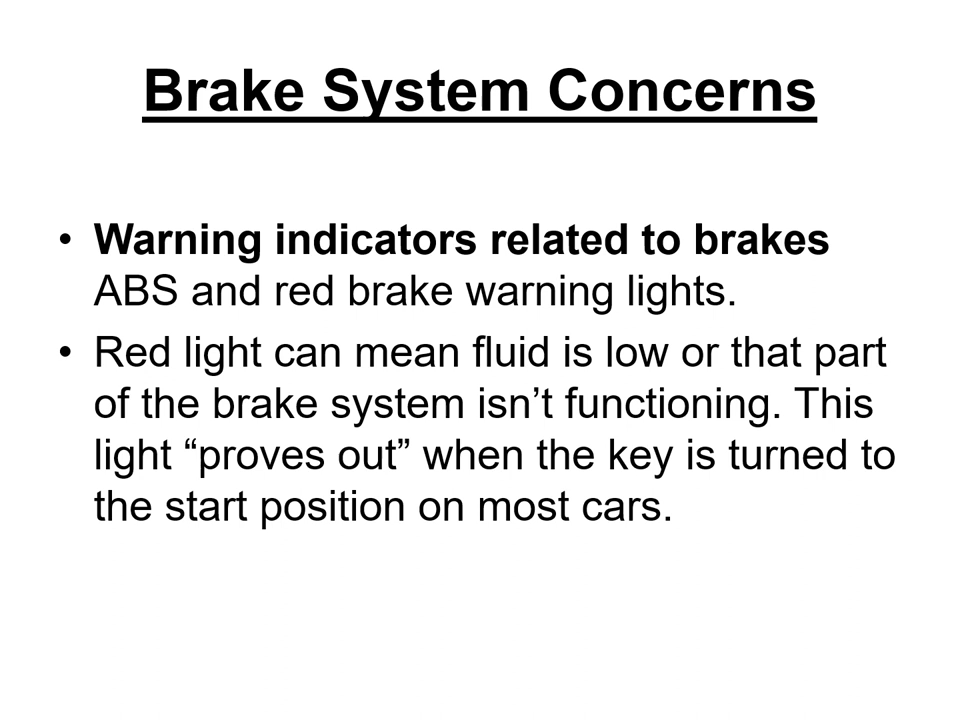 Brake System Concerns
• Warning indicators related to brakes
ABS and red brake warning lights.
• Red light can mean fluid is low or that part
of the brake system isn’t functioning. This
light “proves out” when the key is turned to
the start position on most cars.